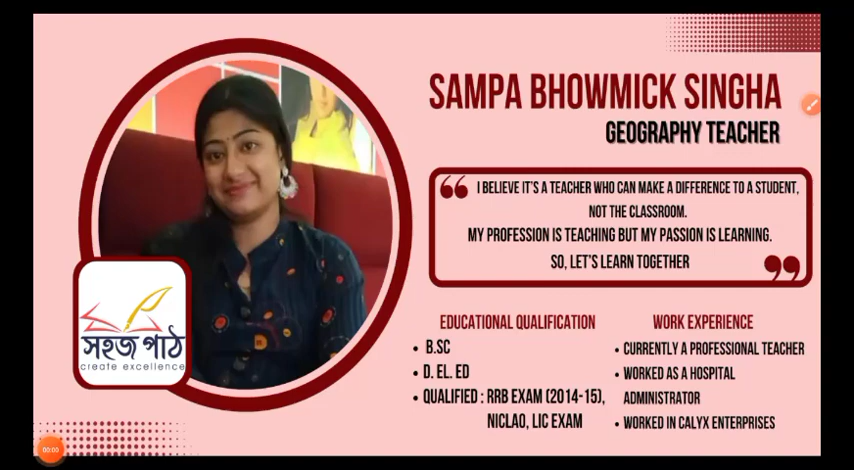 SAMPA BHOWMICK SINGHA
GEOGRAPHY TEACHER
“ I BELIEVE IT'S A TEACHER WHO CAN MAKE A DIFFERENCE TO A STUDENT,
NOT THE CLASSROOM.
MY PROFESSION IS TEACHING BUT MY PASSION IS LEARNING.
SO, LET'S LEARN TOGETHER ”
সহজ পাঠ
create excellence
EDUCATIONAL QUALIFICATION
• B.SC
• D. EL. ED
• QUALIFIED : RRB EXAM (2014-15),
NICLAO, LIC EXAM
WORK EXPERIENCE
• CURRENTLY A PROFESSIONAL TEACHER
• WORKED AS A HOSPITAL
ADMINISTRATOR
• WORKED IN CALYX ENTERPRISES
00:00